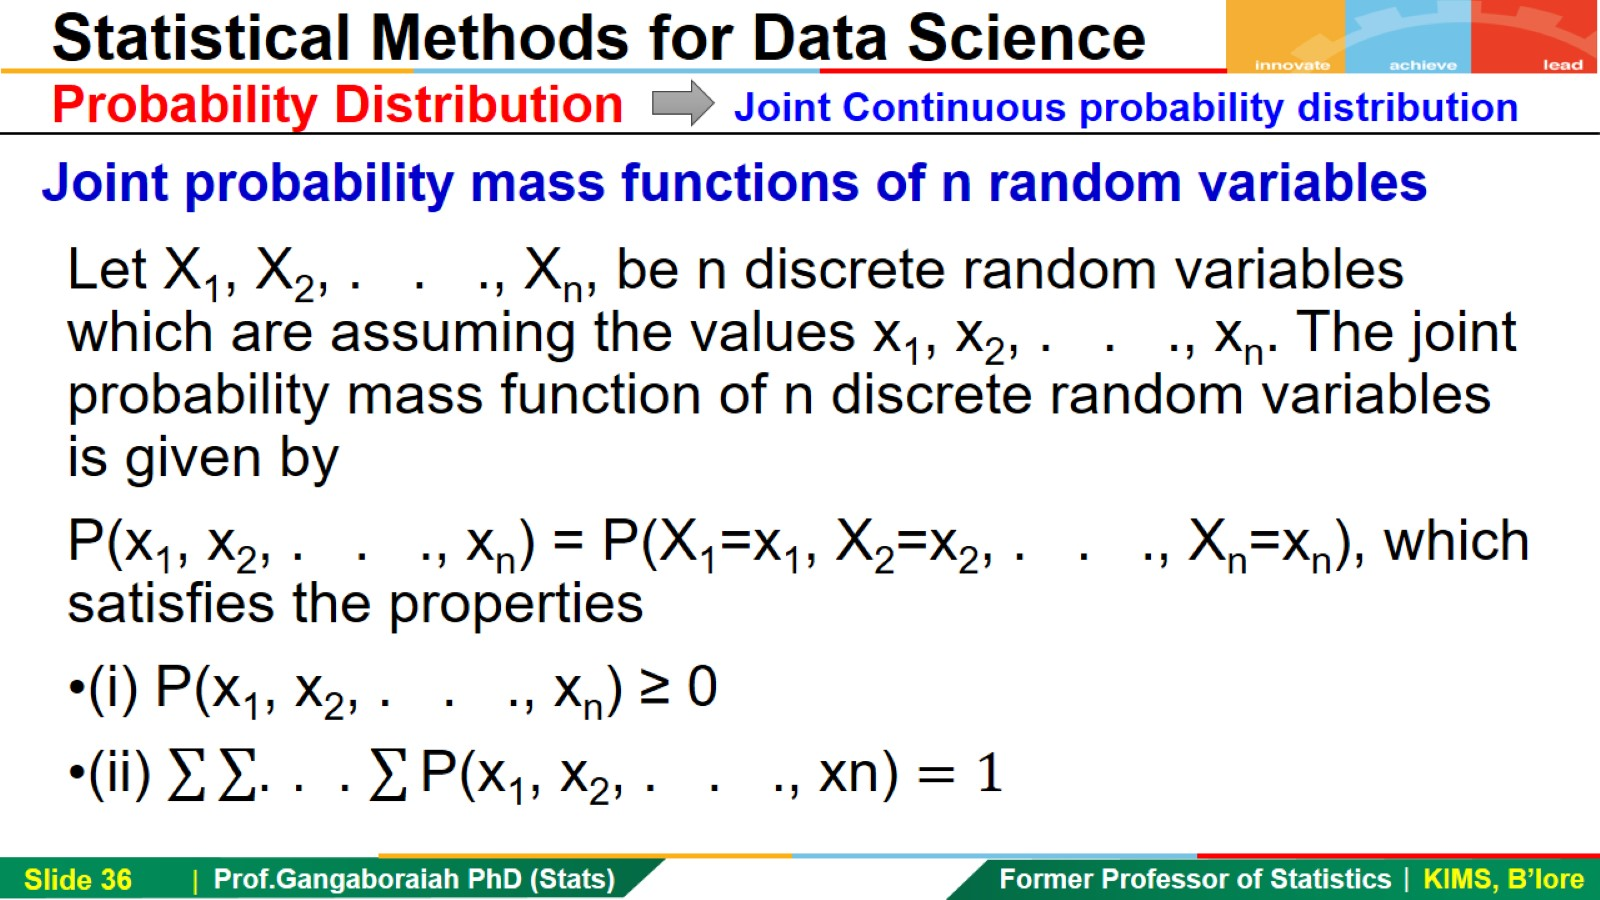 Statistical Methods for Data Science
innovate achieve lead
Probability Distribution Joint Continuous probability distribution
Joint probability mass functions of n random variables
Let X₁, X₂, . . ., Xₙ, be n discrete random variables
which are assuming the values x₁, x₂, . . ., xₙ. The joint
probability mass function of n discrete random variables
is given by
P(x₁, x₂, . . ., xₙ) = P(X₁=x₁, X₂=x₂, . . ., Xₙ=xₙ), which
satisfies the properties
•(i) P(x₁, x₂, . . ., xₙ) ≥ 0
•(ii) ∑∑. . . ∑ P(x₁, x₂, . . ., xn) = 1
Slide 36 | Prof.Gangaboraiah PhD (Stats) Former Professor of Statistics | KIMS, B’lore